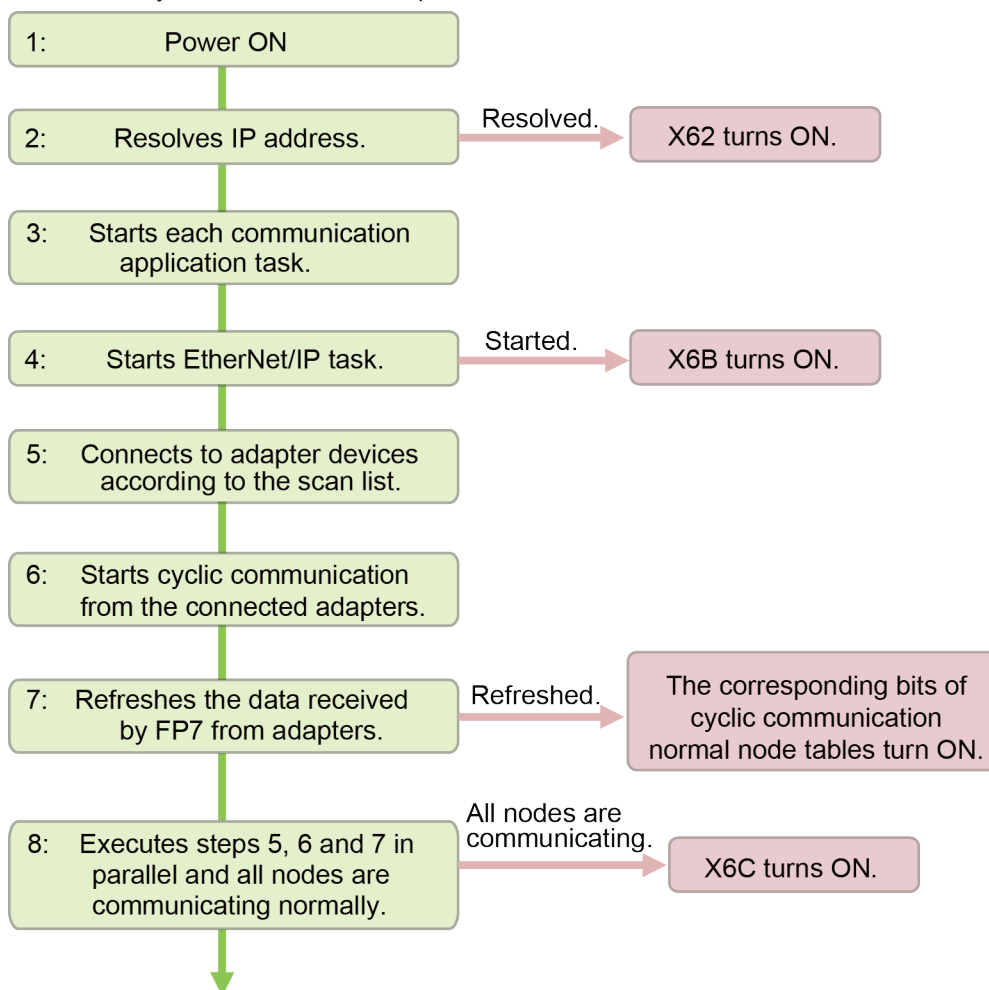 1: Power ON
2: Resolves IP address.
Resolved.
X62 turns ON.
3: Starts each communication
application task.
4: Starts EtherNet/IP task.
Started.
X6B turns ON.
5: Connects to adapter devices
according to the scan list.
6: Starts cyclic communication
from the connected adapters.
7: Refreshes the data received
by FP7 from adapters.
Refreshed.
The corresponding bits of
cyclic communication
normal node tables turn ON.
8: Executes steps 5, 6 and 7 in
parallel and all nodes are
communicating normally.
All nodes are
communicating.
X6C turns ON.